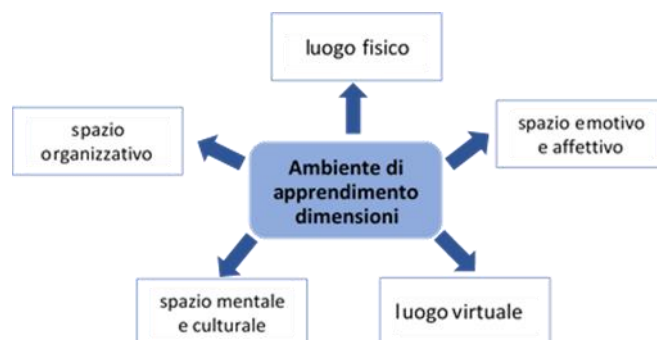 luogo fisico
spazio
organizzativo
spazio emotivo
e affettivo
Ambiente di
apprendimento
dimensioni
spazio mentale
e culturale
luogo virtuale